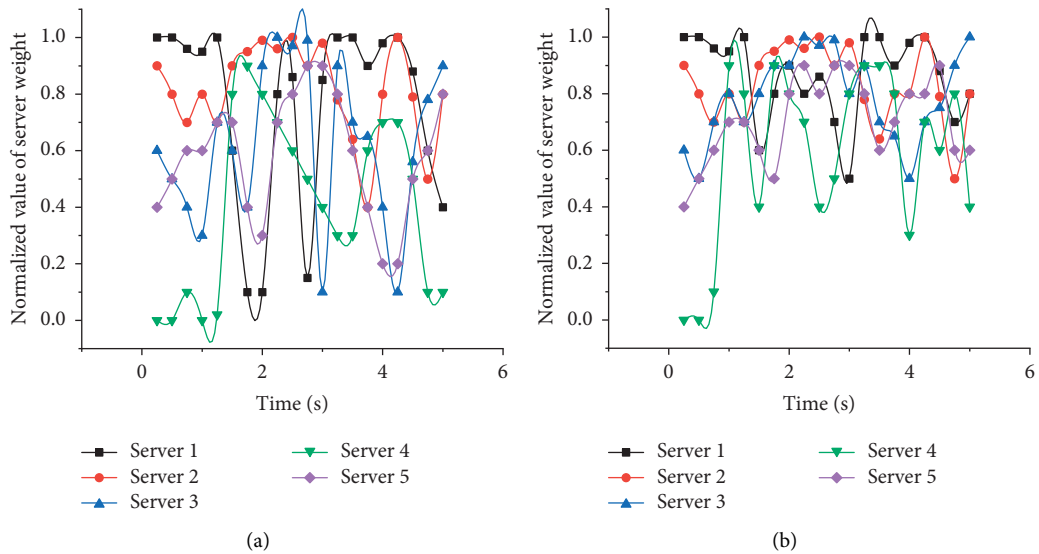 Normalized value of server weight
1.0
0.8
0.6
0.4
0.2
0.0
0 2 4 6
Time (s)
Server 1
Server 2
Server 3
Server 4
Server 5
(a)
Normalized value of server weight
1.0
0.8
0.6
0.4
0.2
0.0
0 2 4 6
Time (s)
Server 1
Server 2
Server 3
Server 4
Server 5
(b)